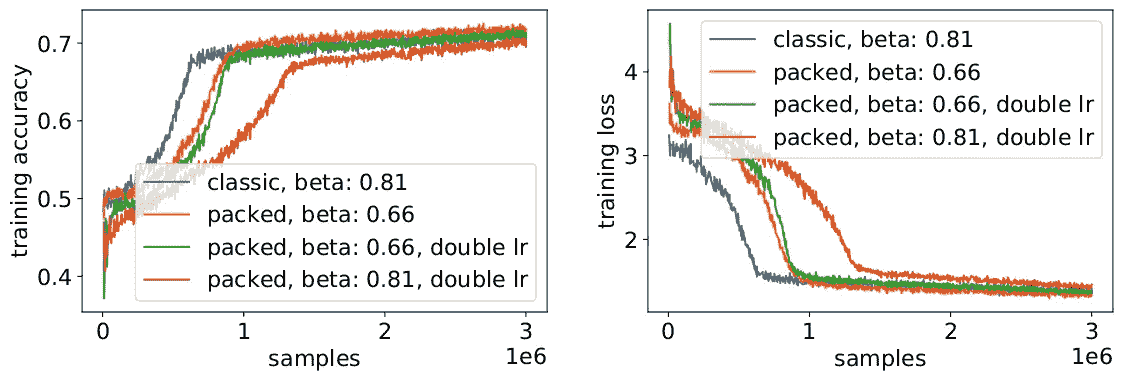 training accuracy
0.7
0.6
0.5
0.4
classic, beta: 0.81
packed, beta: 0.66
packed, beta: 0.66, double lr
packed, beta: 0.81, double lr
0
1
2
3
samples
1e6
training loss
4
3
2
classic, beta: 0.81
packed, beta: 0.66
packed, beta: 0.66, double lr
packed, beta: 0.81, double lr
0
1
2
3
samples
1e6